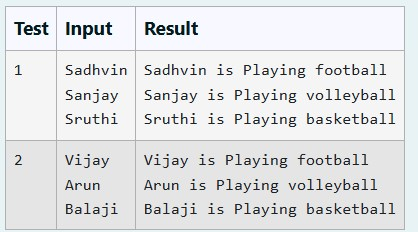 Test Input Result
1 Sadhvin Sadhvin is Playing football
Sanjay Sanjay is Playing volleyball
Sruthi Sruthi is Playing basketball
2 Vijay Vijay is Playing football
Arun Arun is Playing volleyball
Balaji Balaji is Playing basketball